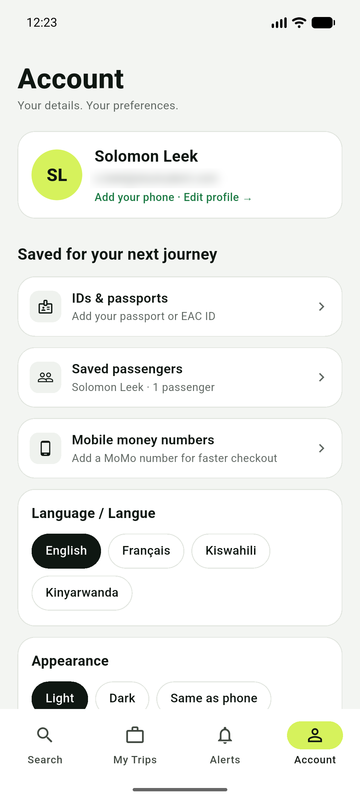 12:23
Account
Your details. Your preferences.
SL
Solomon Leek
Add your phone · Edit profile →
Saved for your next journey
IDs & passports
Add your passport or EAC ID
Saved passengers
Solomon Leek · 1 passenger
Mobile money numbers
Add a MoMo number for faster checkout
Language / Langue
English
Français
Kiswahili
Kinyarwanda
Appearance
Light
Dark
Same as phone
Search
My Trips
Alerts
Account